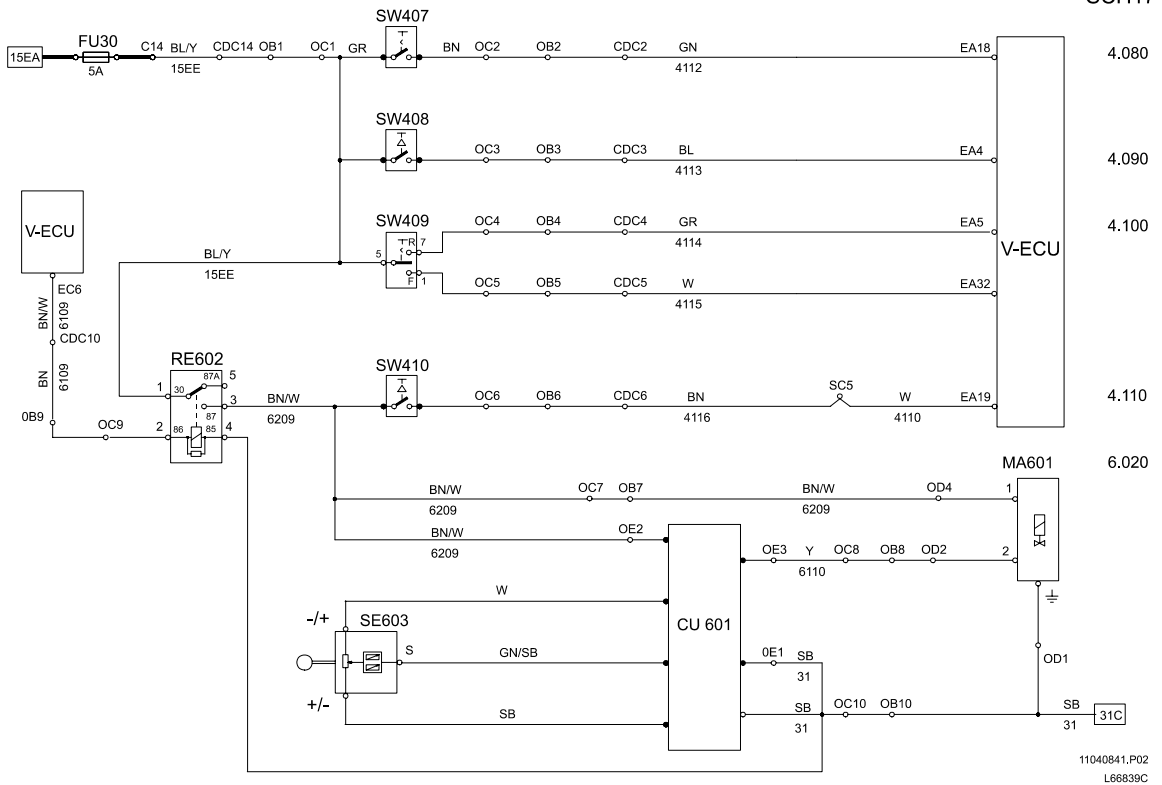 SW407
15EA
FU30
5A
C14
BL/Y
15EE
CDC14
OB1
OC1
GR
BN
OC2
OB2
CDC2
GN
4112
EA18
4.080
SW408
OC3
OB3
CDC3
BL
4113
EA4
4.090
V-ECU
SW409
5
R
7
F
1
OC4
OB4
CDC4
GR
4114
EA5
4.100
V-ECU
BL/Y
15EE
OC5
OB5
CDC5
W
4115
EA32
EC6
BN/W
6109
CDC10
BN
6109
0B9
OC9
RE602
1
30
87A
5
3
87
2
86
85
4
BN/W
6209
SW410
OC6
OB6
CDC6
BN
4116
SC5
W
4110
EA19
4.110
MA601
6.020
BN/W
6209
OC7
OB7
BN/W
6209
OD4
1
BN/W
6209
OE2
CU 601
OE3
Y
6110
OC8
OB8
OD2
2
W
-/+
SE603
S
GN/SB
+/-
SB
0E1
SB
31
OD1
SB
31
OC10
OB10
SB
31
31C
11040841.P02
L66839C